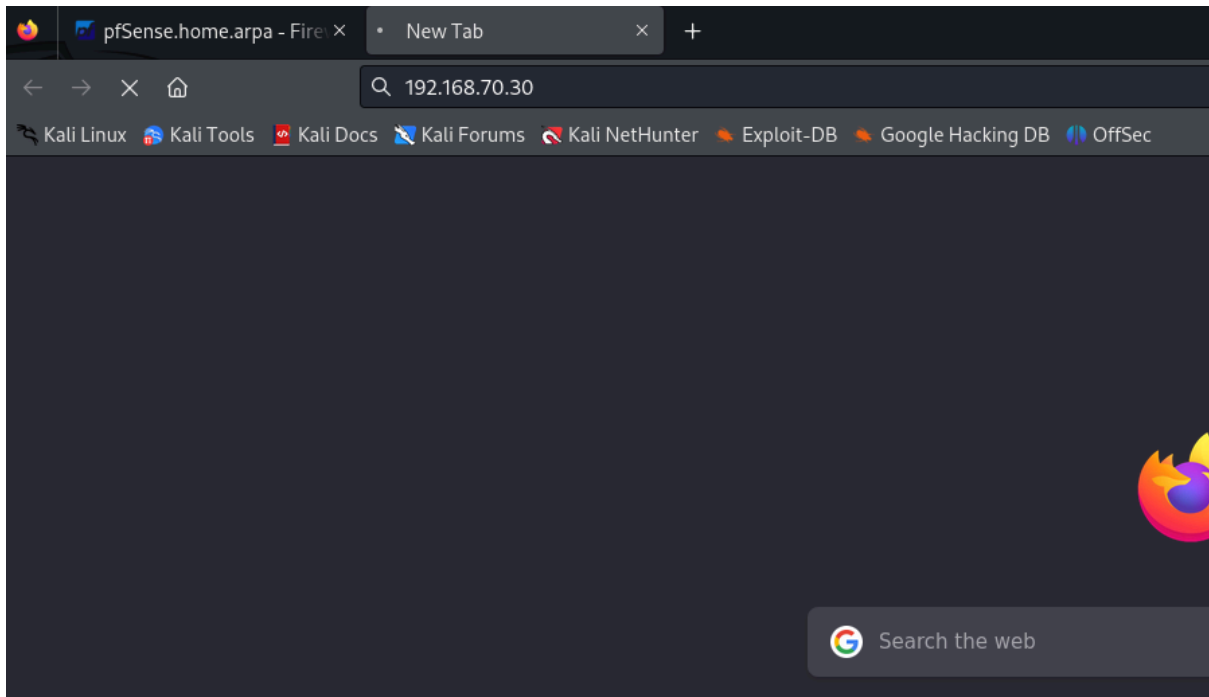 pfSense.home.arpa - Fire New Tab
192.168.70.30
Kali Linux Kali Tools Kali Docs Kali Forums Kali NetHunter Exploit-DB Google Hacking DB OffSec
Search the web